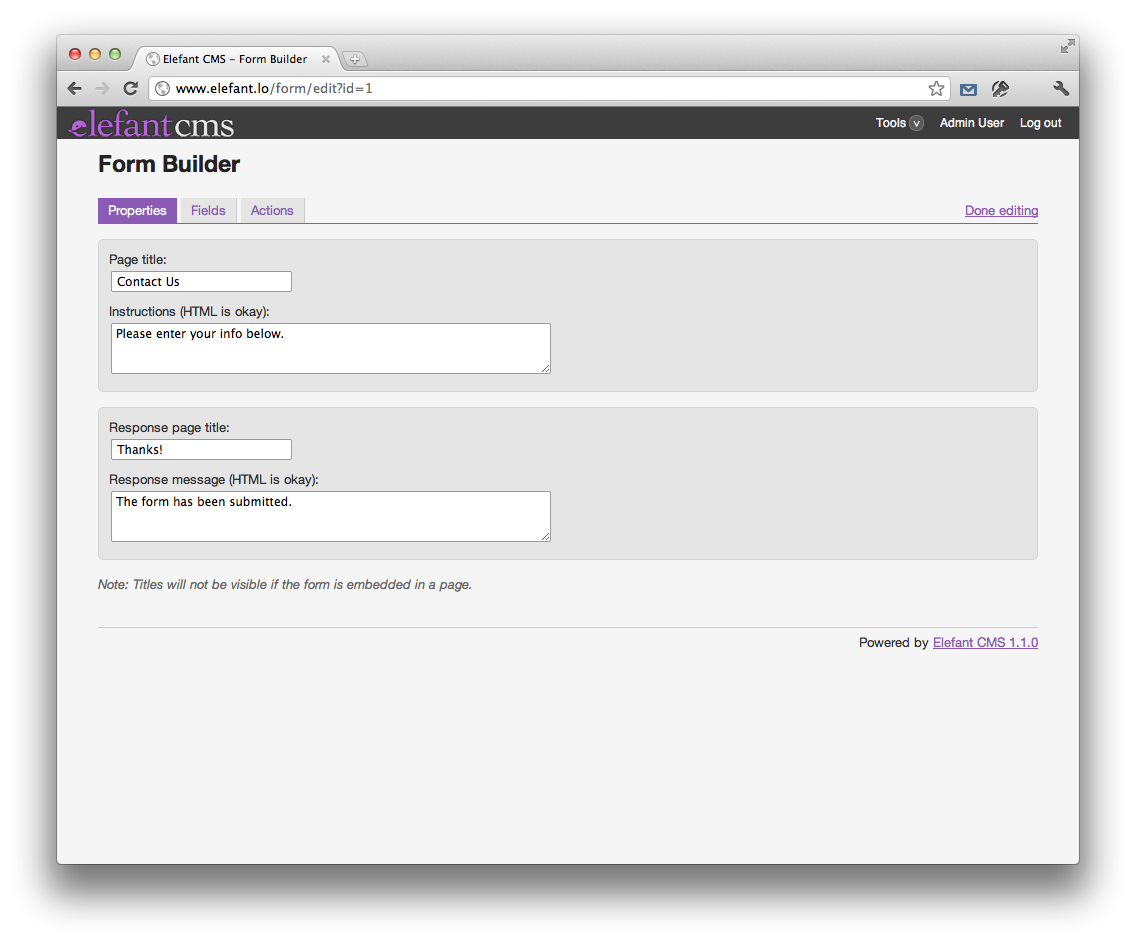 Elefant CMS – Form Builder
www.elefant.lo/form/edit?id=1
elefant cms
Tools v Admin User Log out
Form Builder
Properties Fields Actions Done editing
Page title:
Contact Us
Instructions (HTML is okay):
Please enter your info below.
Response page title:
Thanks!
Response message (HTML is okay):
The form has been submitted.
Note: Titles will not be visible if the form is embedded in a page.
Powered by Elefant CMS 1.1.0